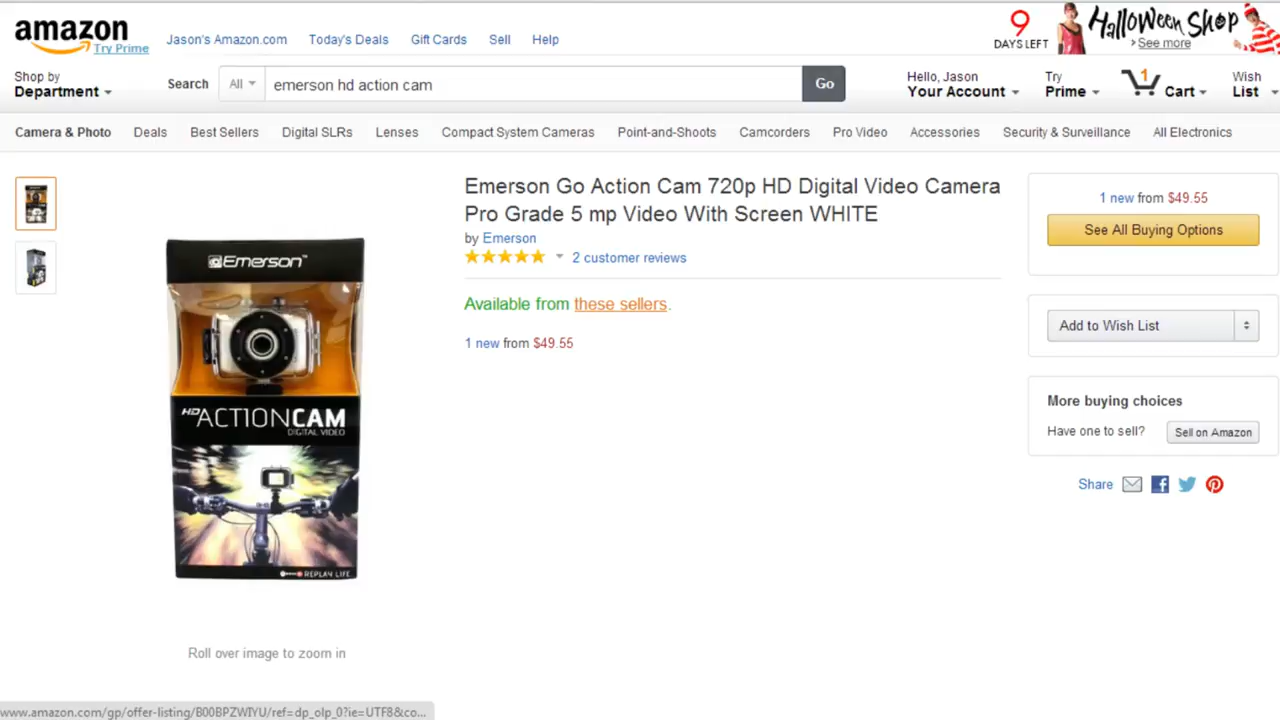 amazon
Try Prime
Jason's Amazon.com Today's Deals Gift Cards Sell Help
9
DAYS LEFT
Halloween Shop
See more
Shop by
Department
Search All emerson hd action cam Go
Hello, Jason
Your Account
Try
Prime
1
Cart
Wish
List
Camera & Photo Deals Best Sellers Digital SLRs Lenses Compact System Cameras Point-and-Shoots Camcorders Pro Video Accessories Security & Surveillance All Electronics
Emerson Go Action Cam 720p HD Digital Video Camera
Pro Grade 5 mp Video With Screen WHITE
by Emerson
2 customer reviews
Available from these sellers.
1 new from $49.55
1 new from $49.55
See All Buying Options
Add to Wish List
More buying choices
Have one to sell? Sell on Amazon
Share
Emerson™
HD ACTIONCAM
DIGITAL VIDEO
REPLAY LIFE
Roll over image to zoom in
www.amazon.com/gp/offer-listing/B00BPZWIYU/ref=dp_olp_0?ie=UTF8&co...